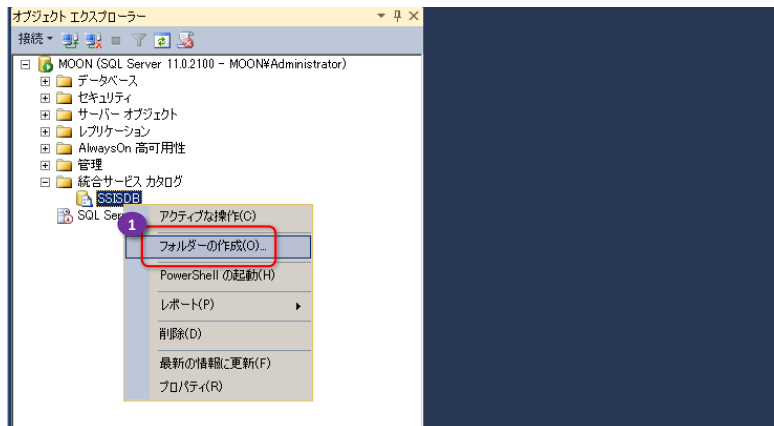 オブジェクト エクスプローラー
接続
MOON (SQL Server 11.0.2100 - MOON¥Administrator)
データベース
セキュリティ
サーバー オブジェクト
レプリケーション
AlwaysOn 高可用性
管理
統合サービス カタログ
SSISDB
SQL Ser
1
アクティブな操作(C)
フォルダーの作成(O)...
PowerShell の起動(H)
レポート(P)
削除(D)
最新の情報に更新(F)
プロパティ(R)